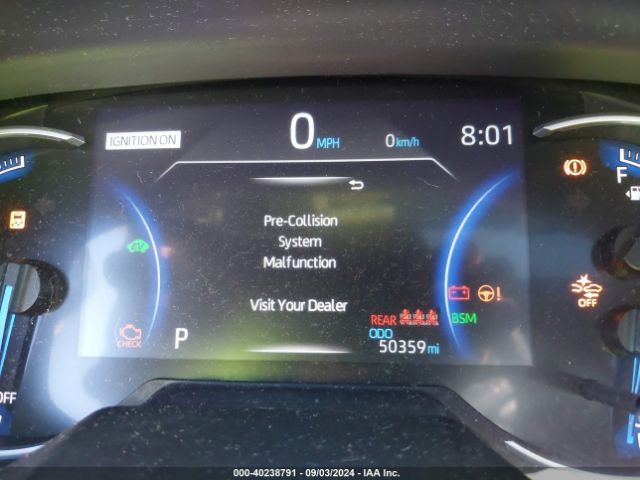 IGNITION ON
0 MPH
0 km/h
8:01
F
Pre-Collision
System
Malfunction
Visit Your Dealer
REAR
BSM
OFF
CHECK
P
ODO
50359 mi
OFF
000-40238791 - 09/03/2024 - IAA Inc.